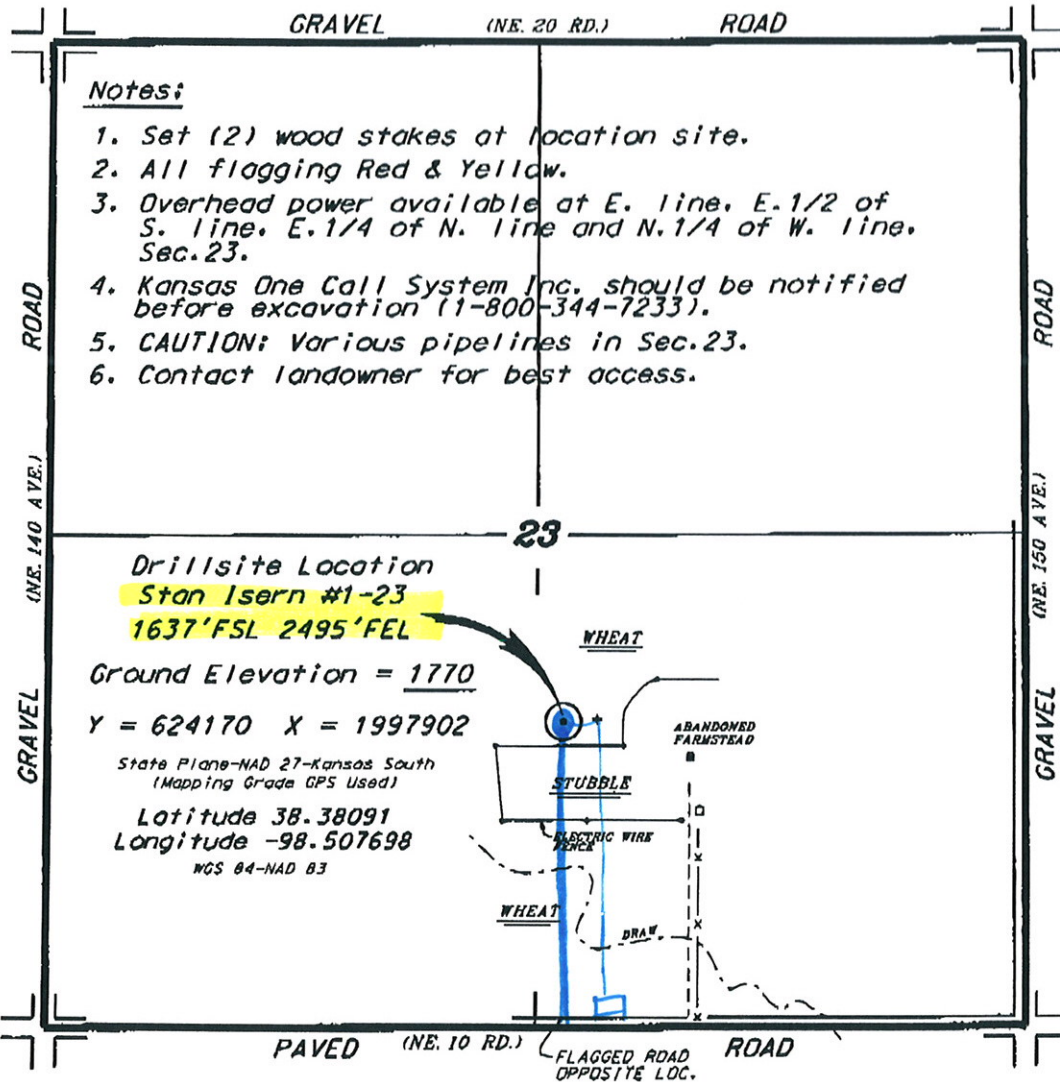 GRAVEL (NE. 20 RD.) ROAD
Notes:
1. Set (2) wood stakes at location site.
2. All flagging Red & Yellow.
3. Overhead power available at E. line, E.1/2 of
S. line, E.1/4 of N. line and N.1/4 of W. line,
Sec.23.
4. Kansas One Call System Inc. should be notified
before excavation (1-800-344-7233).
5. CAUTION: Various pipelines in Sec.23.
6. Contact landowner for best access.
ROAD
(NE. 140 AVE.)
GRAVEL
ROAD
(NE. 150 AVE.)
GRAVEL
23
Drillsite Location
Stan Isern #1-23
1637'FSL 2495'FEL
Ground Elevation = 1770
Y = 624170 X = 1997902
State Plane-NAD 27-Kansas South
(Mapping Grade GPS Used)
Latitude 38.38091
Longitude -98.507698
WGS 84-NAD 83
WHEAT
ABANDONED
FARMSTEAD
STUBBLE
ELECTRIC WIRE
FENCE
WHEAT
DRAW
PAVED (NE. 10 RD.) ROAD
FLAGGED ROAD
OPPOSITE LOC.